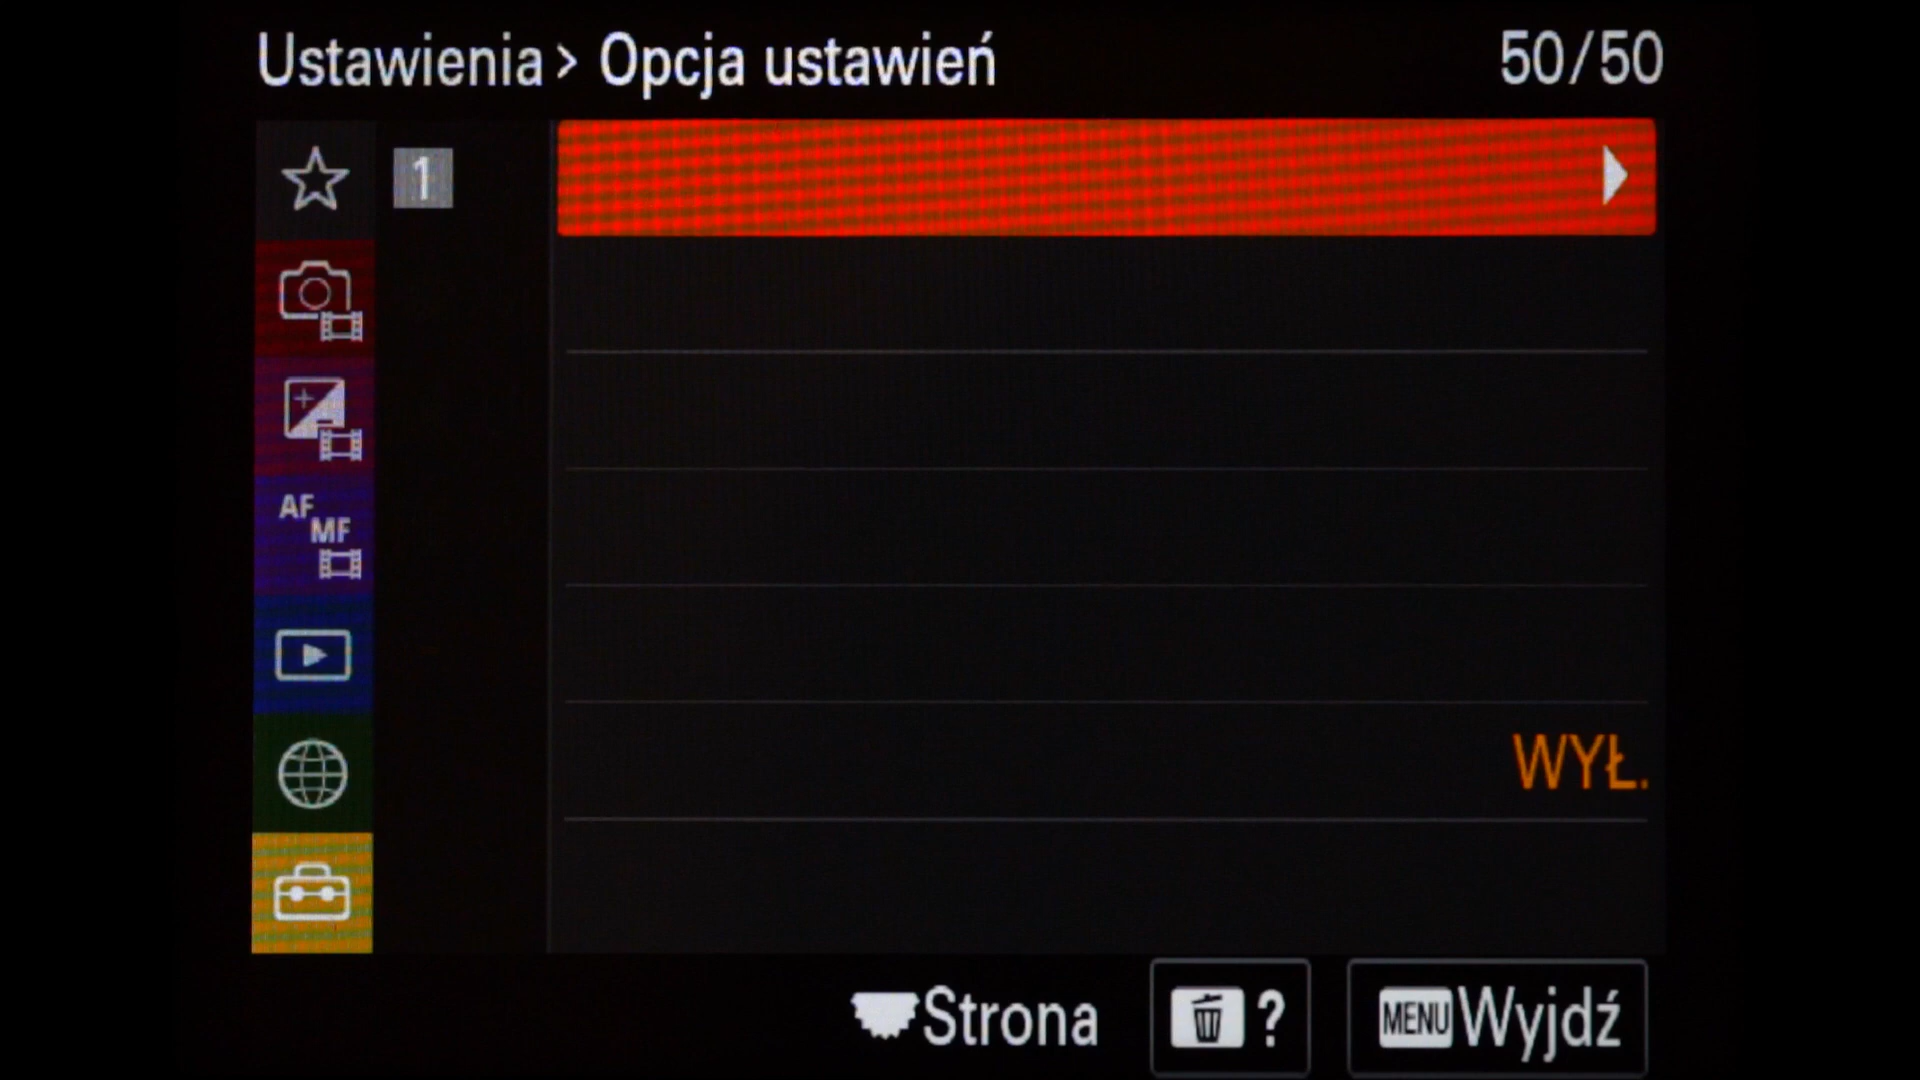 Ustawienia > Opcja ustawień 50/50
1
AF
MF
WYŁ.
Strona ? MENU Wyjdź